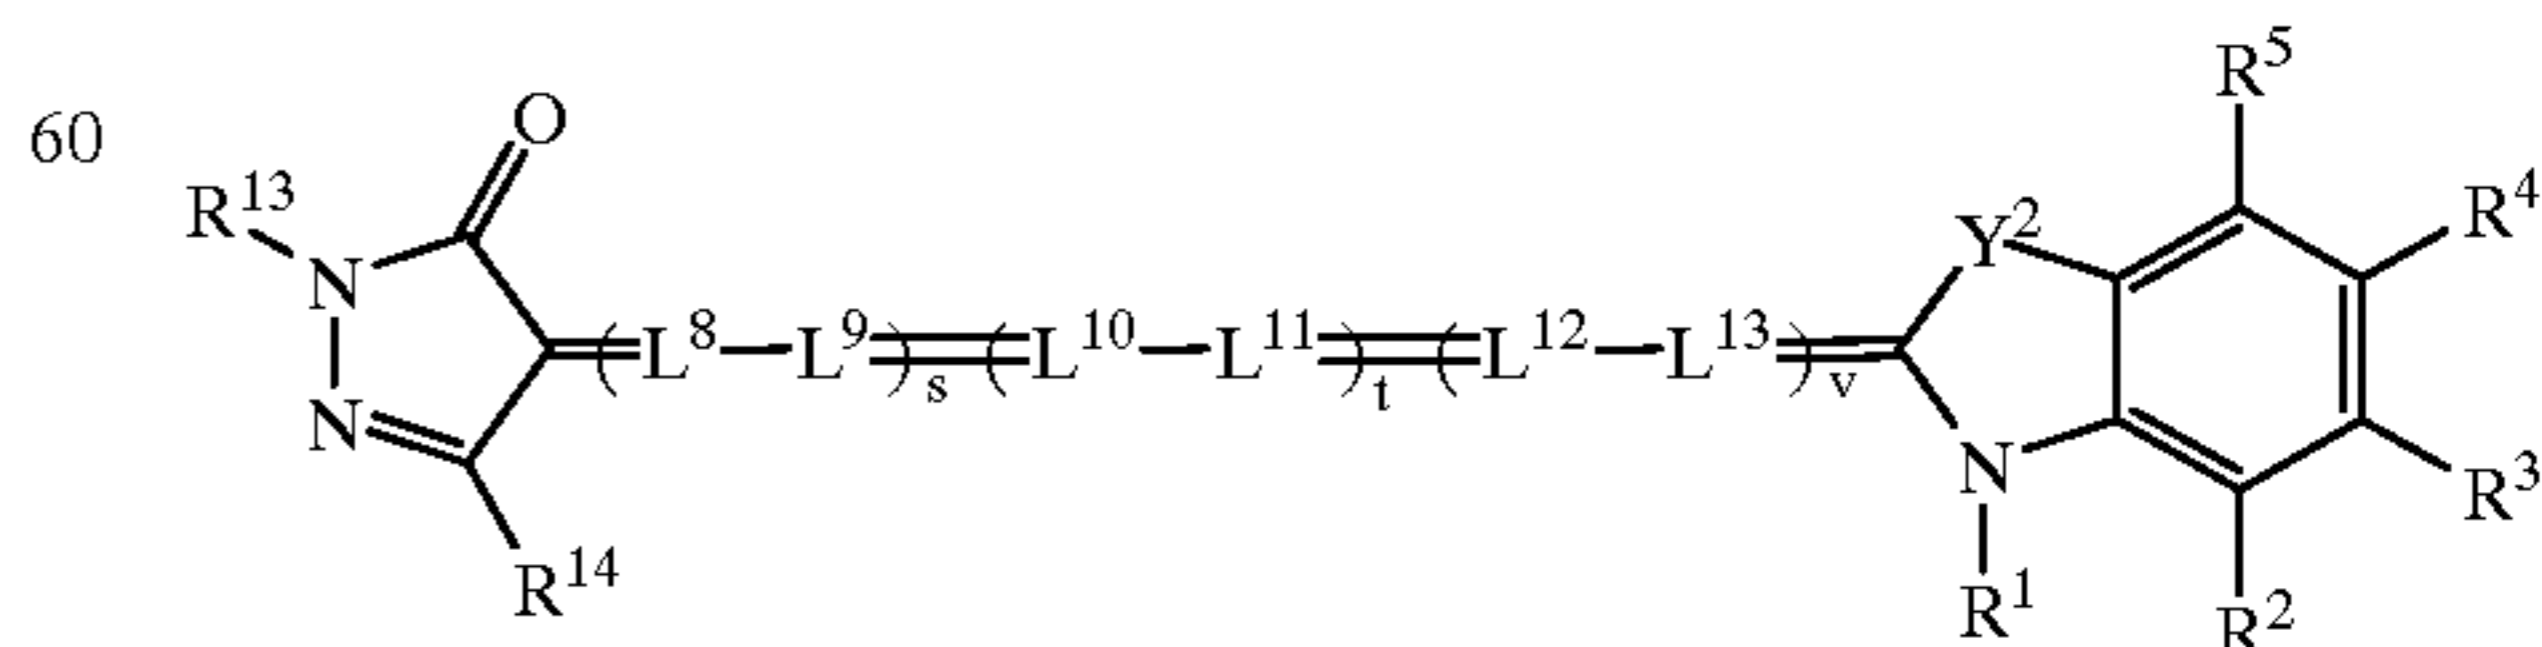 60
R⁵
O
R¹³
Y²
R⁴
N
(L⁸—L⁹)s (L¹⁰—L¹¹)t (L¹²—L¹³)v
N
N
R³
R¹⁴
R¹
R²